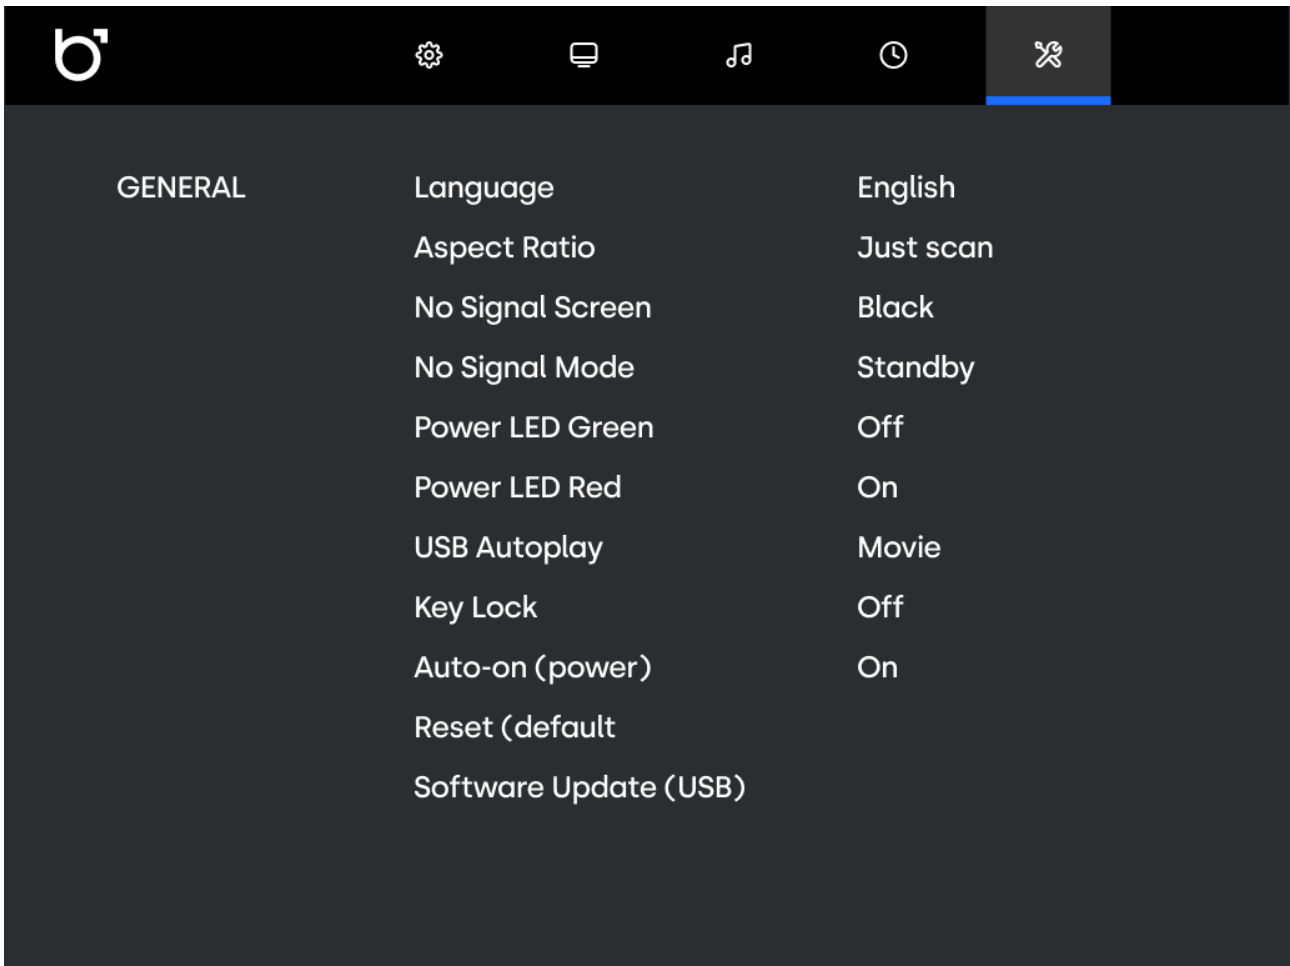 GENERAL
Language English
Aspect Ratio Just scan
No Signal Screen Black
No Signal Mode Standby
Power LED Green Off
Power LED Red On
USB Autoplay Movie
Key Lock Off
Auto-on (power) On
Reset (default
Software Update (USB)